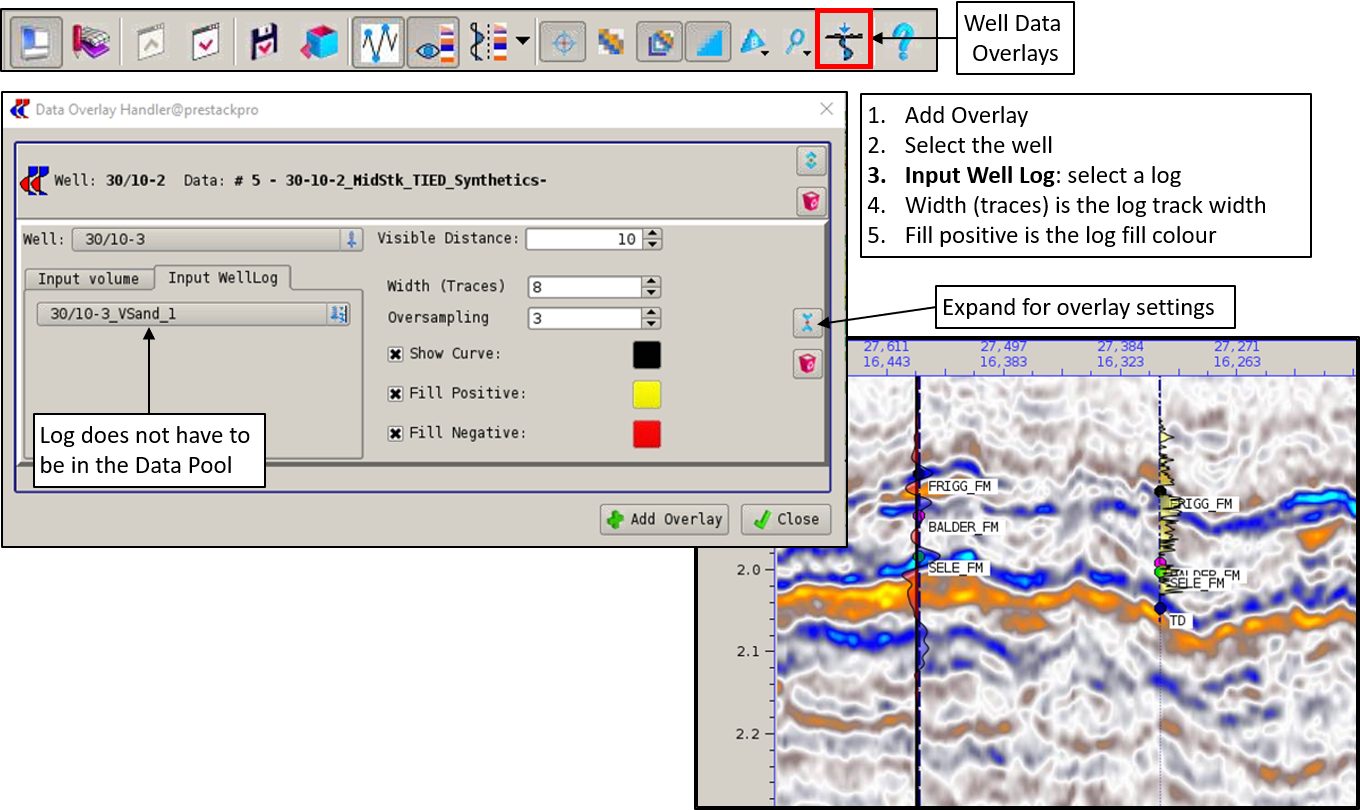 Well Data
Overlays
Data Overlay Handler@prestackpro
Well: 30/10-2 Data: # 5 - 30-10-2_MidStk_TIED_Synthetics-
Well: 30/10-3
Visible Distance: 10
Input volume
Input WellLog
30/10-3_VSand_1
Width (Traces) 8
Oversampling 3
Show Curve:
Fill Positive:
Fill Negative:
Log does not have to
be in the Data Pool
Add Overlay
Close
1. Add Overlay
2. Select the well
3. Input Well Log: select a log
4. Width (traces) is the log track width
5. Fill positive is the log fill colour
Expand for overlay settings
27,611 27,497 27,384 27,271
16,443 16,383 16,323 16,263
FRIGG_FM
FRIGG_FM
BALDER_FM
SELE_FM
BALDER_FM
SELE_FM
TD
2.0
2.1
2.2